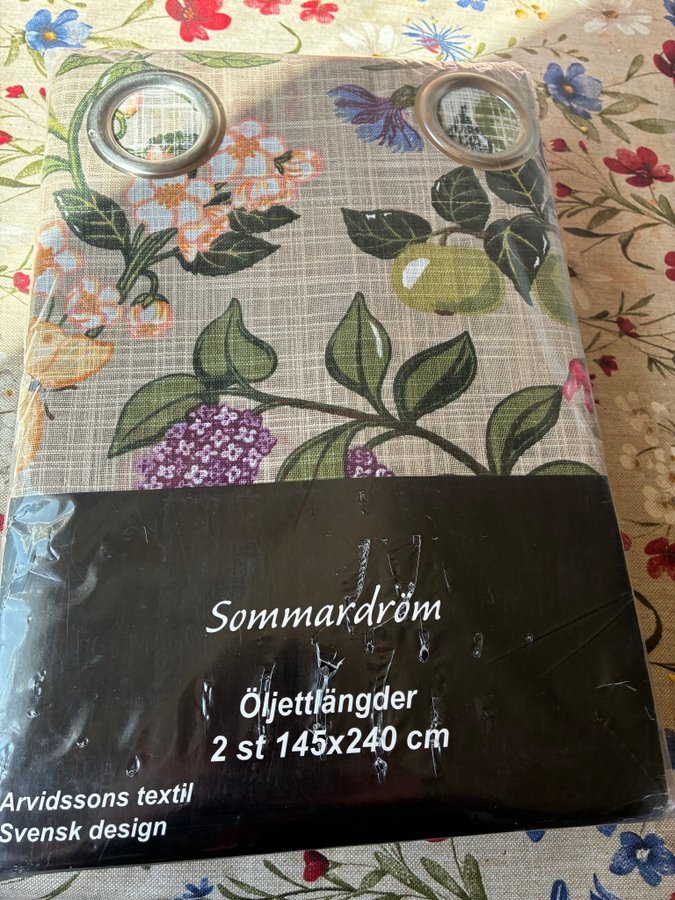 Sommardröm
Öljettlängder
2 st 145x240 cm
Arvidssons textil
Svensk design